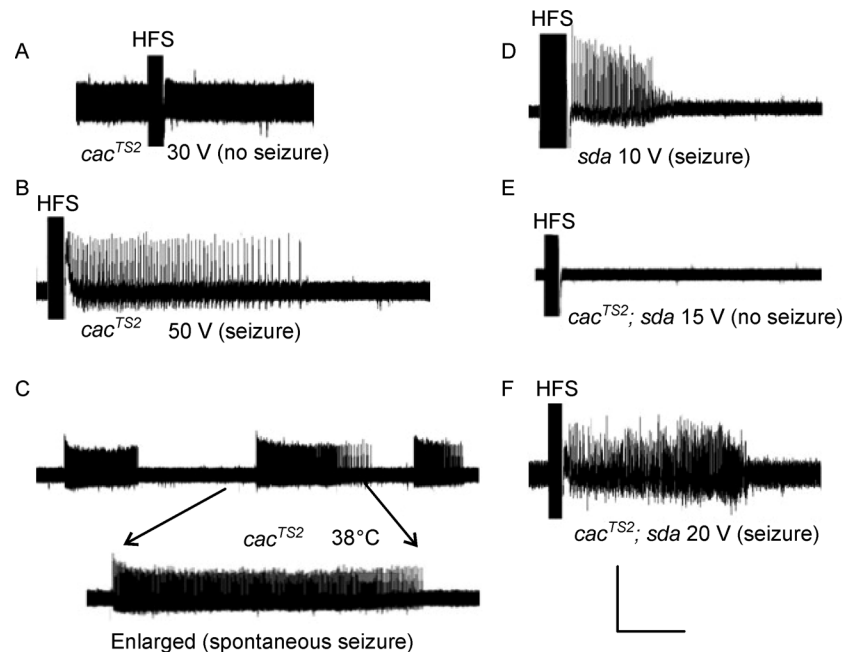 A
HFS
cacTS2 30 V (no seizure)
B
HFS
cacTS2 50 V (seizure)
C
cacTS2 38°C
Enlarged (spontaneous seizure)
D
HFS
sda 10 V (seizure)
E
HFS
cacTS2; sda 15 V (no seizure)
F
HFS
cacTS2; sda 20 V (seizure)